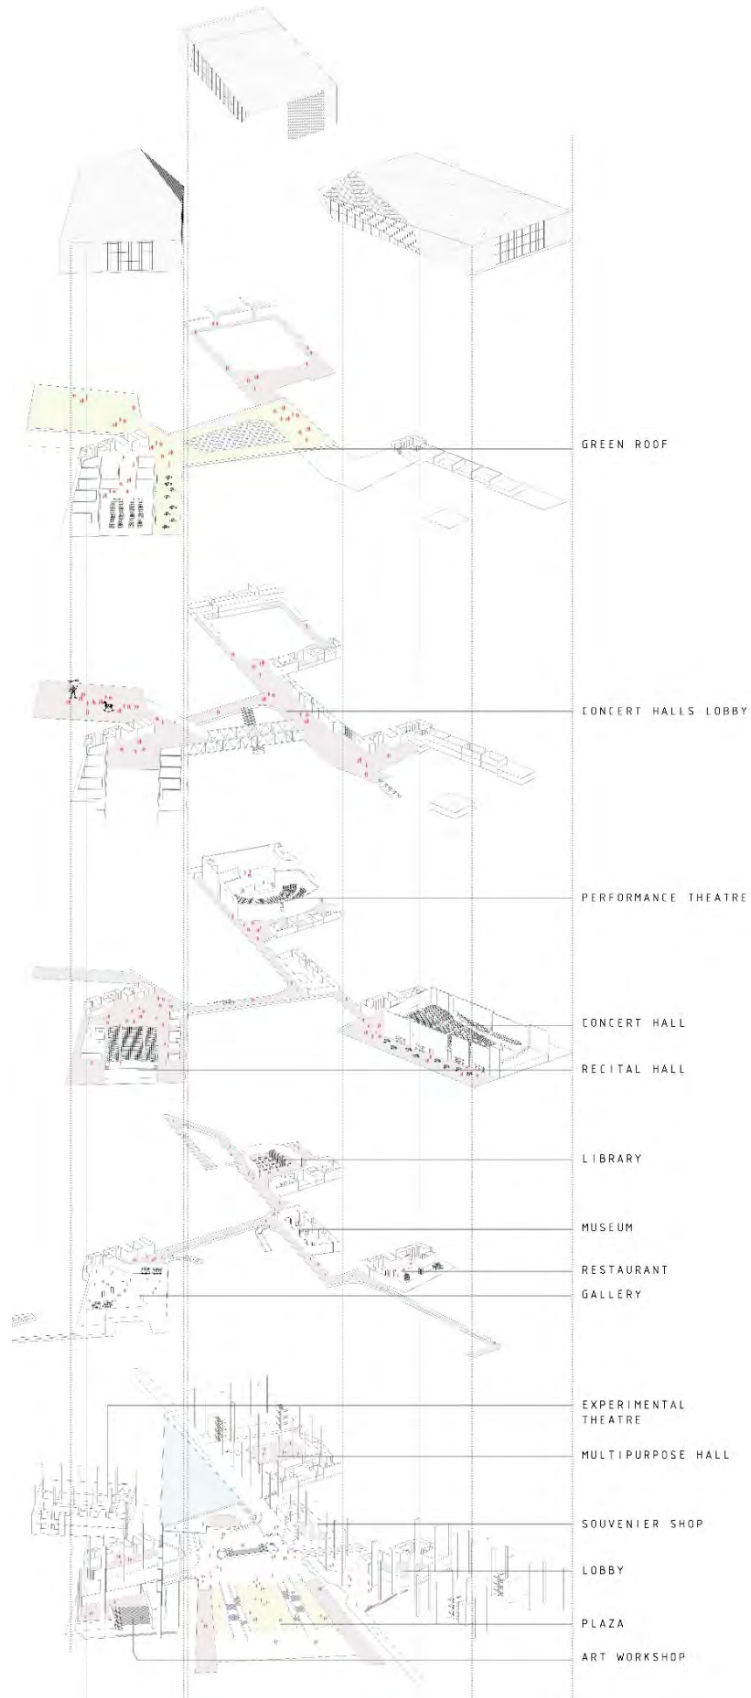 GREEN ROOF
CONCERT HALLS LOBBY
PERFORMANCE THEATRE
CONCERT HALL
RECITAL HALL
LIBRARY
MUSEUM
RESTAURANT
GALLERY
EXPERIMENTAL
THEATRE
MULTIPURPOSE HALL
SOUVENIER SHOP
LOBBY
PLAZA
ART WORKSHOP